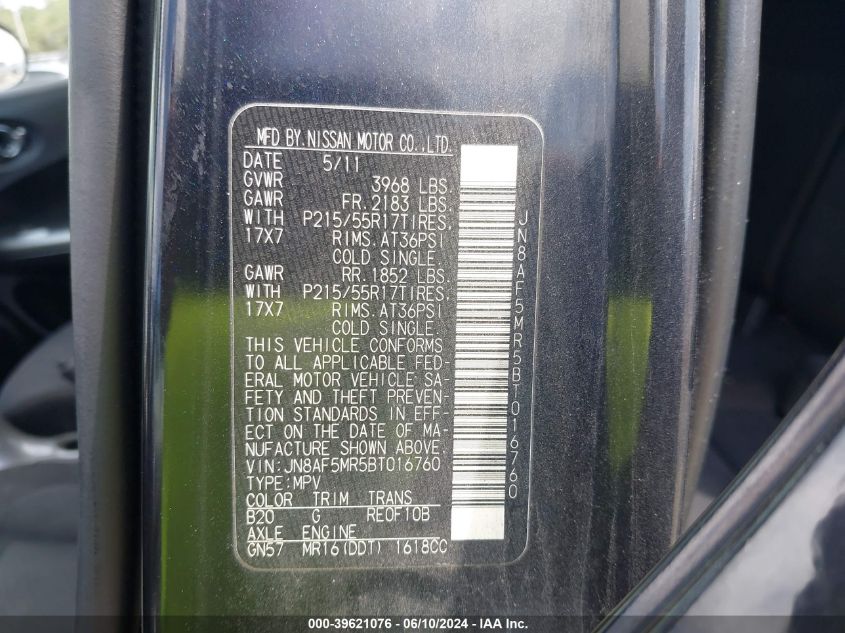 MFD BY NISSAN MOTOR CO.,LTD.
DATE 5/11
GVWR 3968 LBS.
GAWR FR. 2183 LBS.
WITH P215/55R17TIRES,
17X7 RIMS, AT36PSI
COLD SINGLE.
GAWR RR. 1852 LBS.
WITH P215/55R17TIRES,
17X7 RIMS, AT36PSI
COLD SINGLE.
THIS VEHICLE CONFORMS
TO ALL APPLICABLE FED-
ERAL MOTOR VEHICLE SA-
FETY AND THEFT PREVEN-
TION STANDARDS IN EFF-
ECT ON THE DATE OF MA-
NUFACTURE SHOWN ABOVE.
VIN:JN8AF5MR5BT016760
TYPE:MPV
COLOR TRIM TRANS
B20 G RE0F10B
AXLE ENGINE
GN57 MR16(DDT) 1618CC
JN8AF5MR5BT016760
000-39621076 - 06/10/2024 - IMAGE 9 OF 15